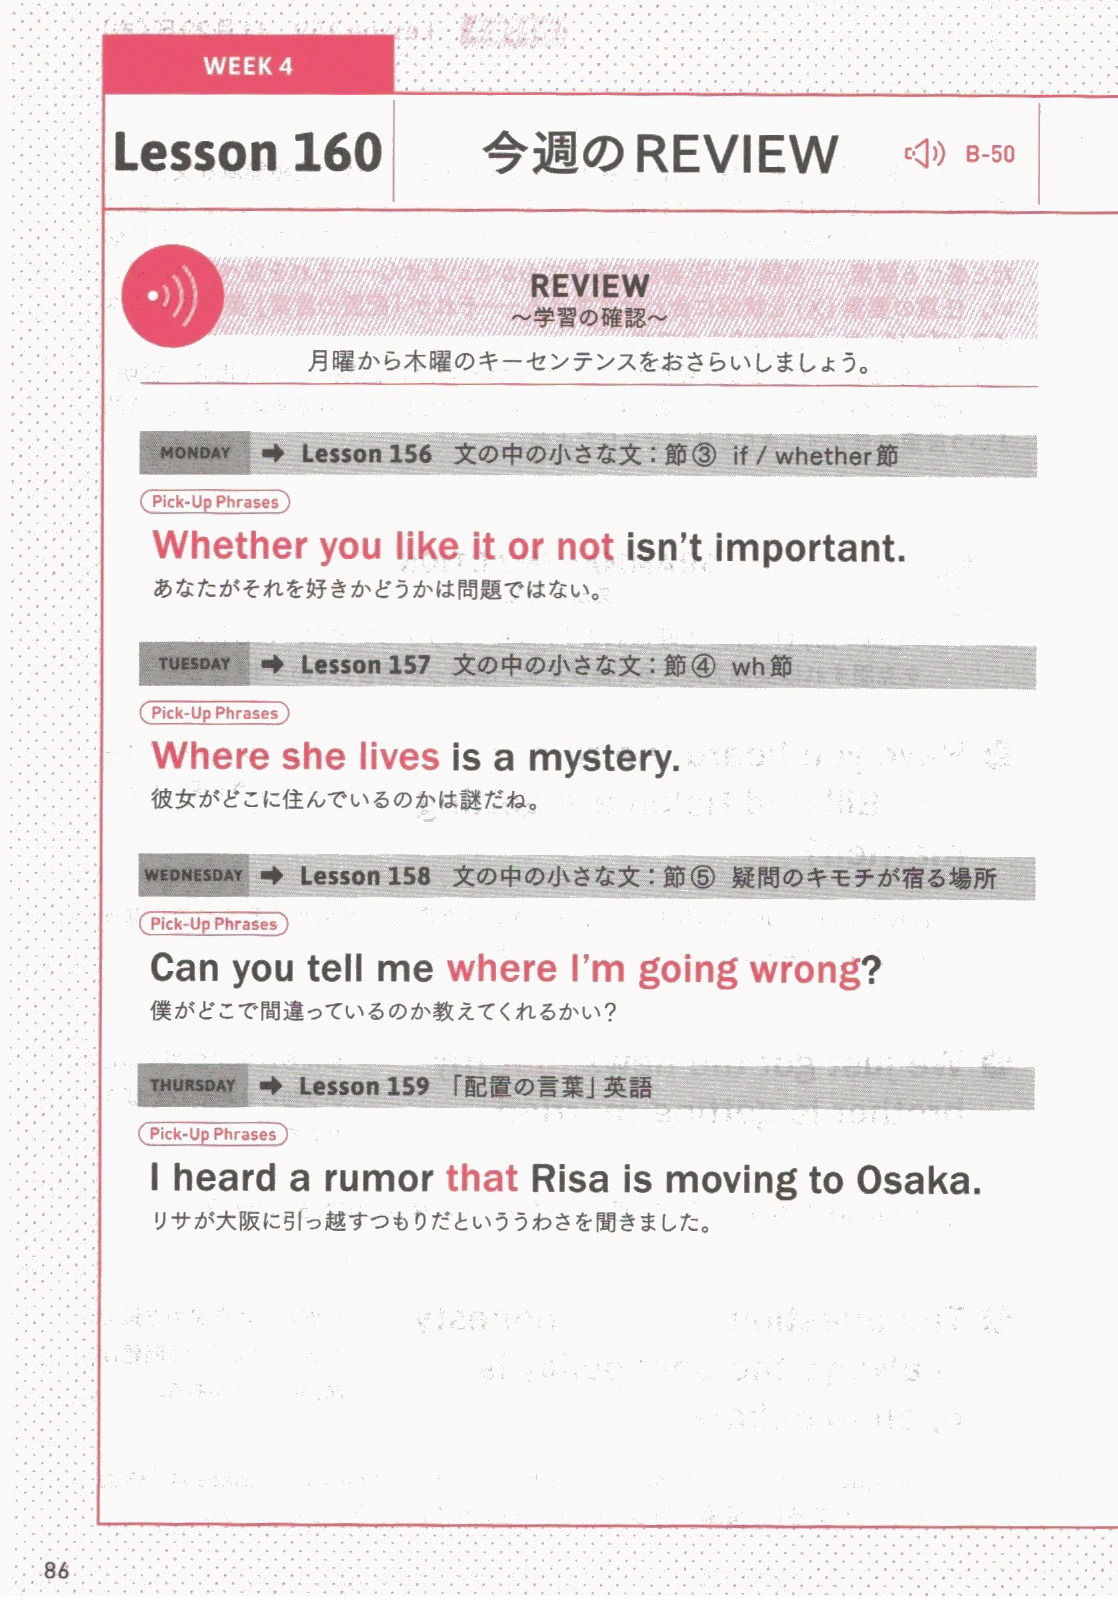 WEEK 4
Lesson 160
今週のREVIEW
B-50
REVIEW
〜学習の確認〜
月曜から木曜のキーセンテンスをおさらいしましょう。
MONDAY ➡ Lesson 156 文の中の小さな文：節③ if / whether節
Pick-Up Phrases
Whether you like it or not isn't important.
あなたがそれを好きかどうかは問題ではない。
TUESDAY ➡ Lesson 157 文の中の小さな文：節④ wh節
Pick-Up Phrases
Where she lives is a mystery.
彼女がどこに住んでいるのかは謎だね。
WEDNESDAY ➡ Lesson 158 文の中の小さな文：節⑤ 疑問のキモチが宿る場所
Pick-Up Phrases
Can you tell me where I'm going wrong?
僕がどこで間違っているのか教えてくれるかい？
THURSDAY ➡ Lesson 159 「配置の言葉」英語
Pick-Up Phrases
I heard a rumor that Risa is moving to Osaka.
リサが大阪に引っ越すつもりだといううわさを聞きました。
86